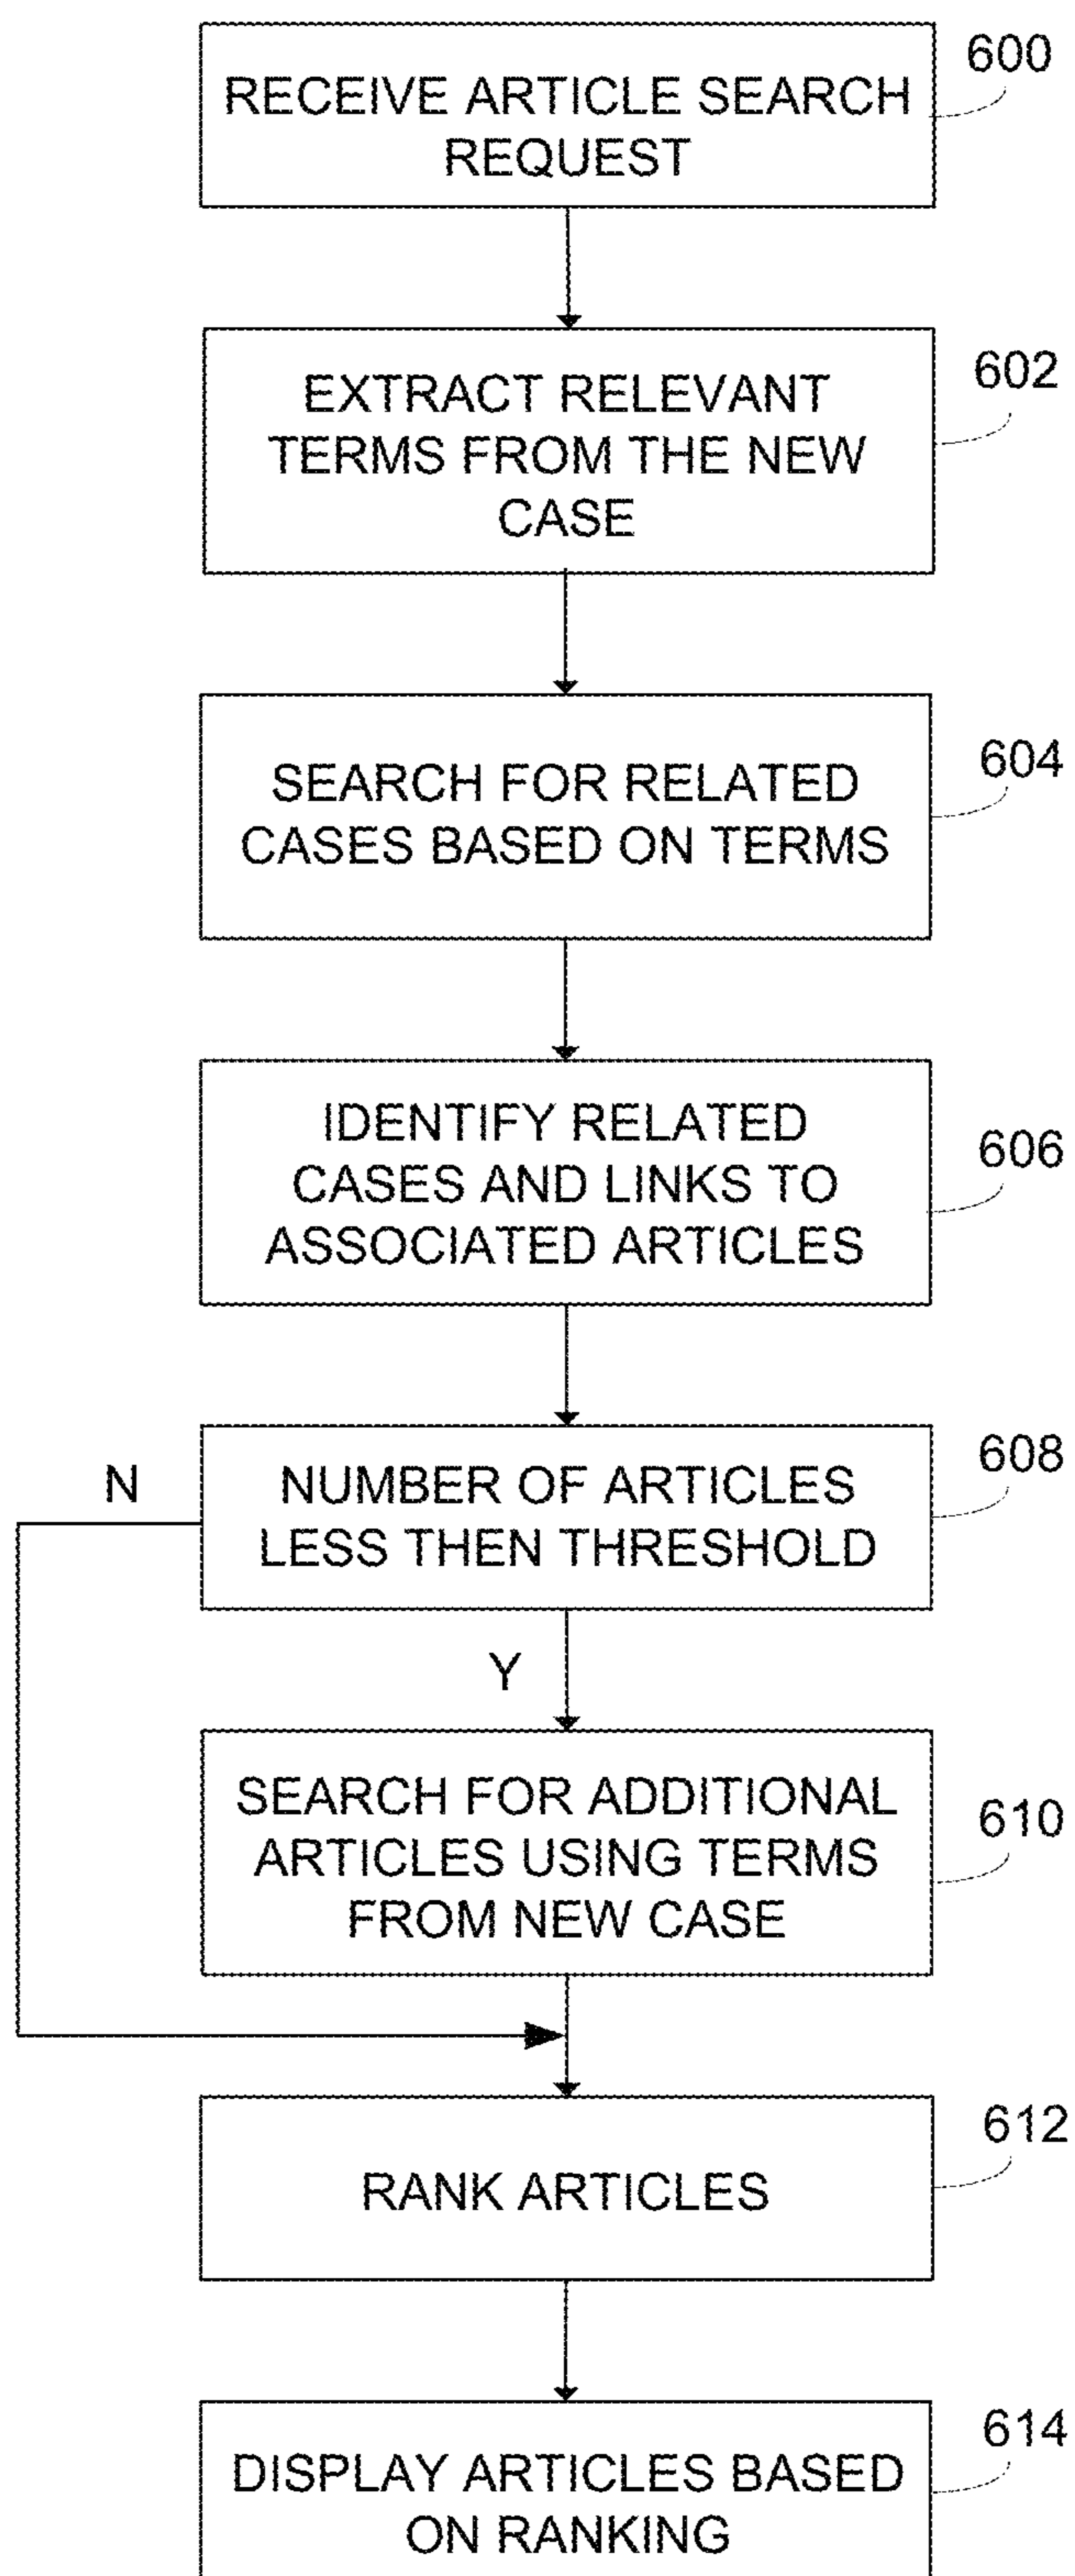 600
RECEIVE ARTICLE SEARCH
REQUEST
602
EXTRACT RELEVANT
TERMS FROM THE NEW
CASE
604
SEARCH FOR RELATED
CASES BASED ON TERMS
606
IDENTIFY RELATED
CASES AND LINKS TO
ASSOCIATED ARTICLES
608
N
NUMBER OF ARTICLES
LESS THEN THRESHOLD
Y
610
SEARCH FOR ADDITIONAL
ARTICLES USING TERMS
FROM NEW CASE
612
RANK ARTICLES
614
DISPLAY ARTICLES BASED
ON RANKING